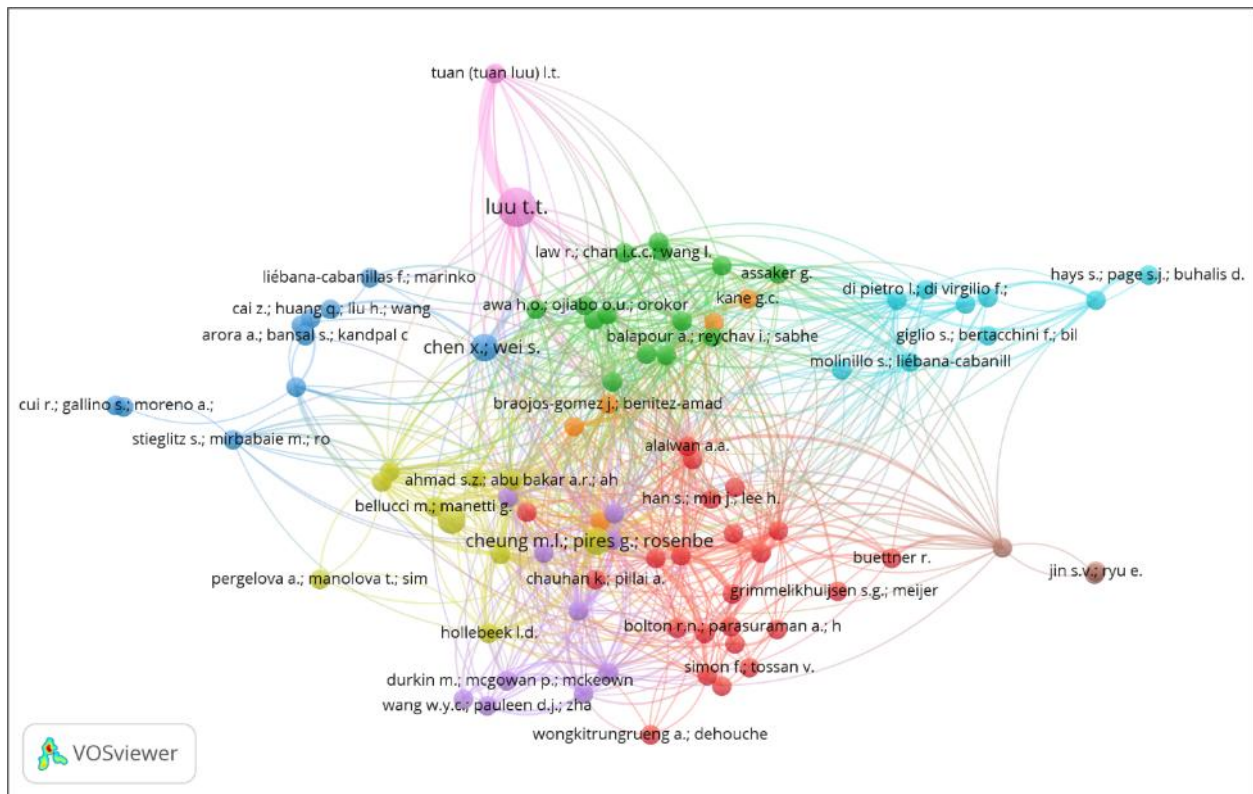 tuan (tuan luu) l.t.
luu t.t.
law r.; chan i.c.c.; wang l.
assaker g.
hays s.; page s.j.; buhalis d.
liébana-cabanillas f.; marinko
di pietro l.; di virgilio f.;
kane g.c.
cai z.; huang q.; liu h.; wang
awa h.o.; ojiabo o.u.; orokor
arora a.; bansal s.; kandpal c
balapour a.; reychav i.; sabhe
giglio s.; bertacchini f.; bil
chen x.; wei s.
molinillo s.; liébana-cabanill
cui r.; gallino s.; moreno a.;
braojos-gomez j.; benitez-amad
stieglitz s.; mirbabaie m.; ro
alalwan a.a.
ahmad s.z.; abu bakar a.r.; ah
han s.; min j.; lee h.
bellucci m.; manetti g.
cheung m.l.; pires g.; rosenbe
buettner r.
jin s.v.; ryu e.
pergelova a.; manolova t.; sim
chauhan k.; pillai a.
grimmelikhuijsen s.g.; meijer
hollebeek l.d.
bolton r.n.; parasuraman a.; h
simon f.; tossan v.
durkin m.; mcgowan p.; mckeown
wang w.y.c.; pauleen d.j.; zha
wongkitrungrueng a.; dehouche
VOSviewer